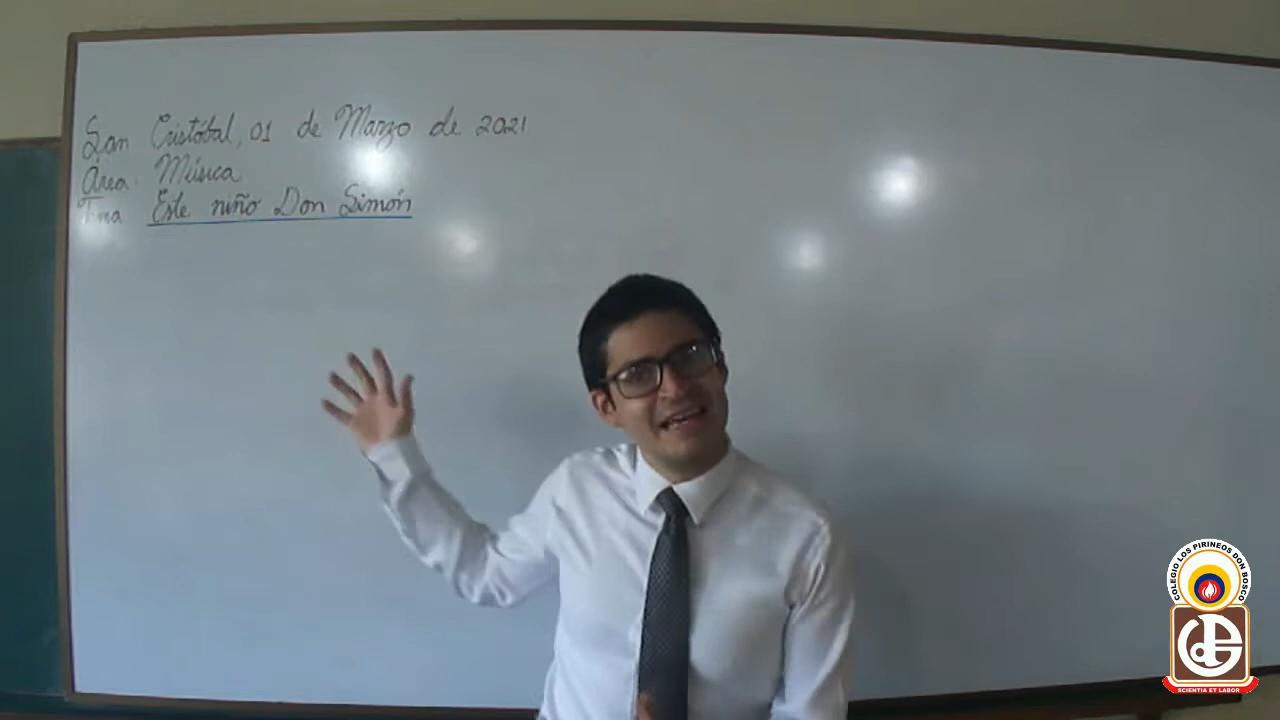 San Cristóbal, 01 de Marzo de 2021
Área: Música
Tema Este niño Don Simón
COLEGIO LOS PIRINEOS DON BOSCO
SCIENTIA ET LABOR